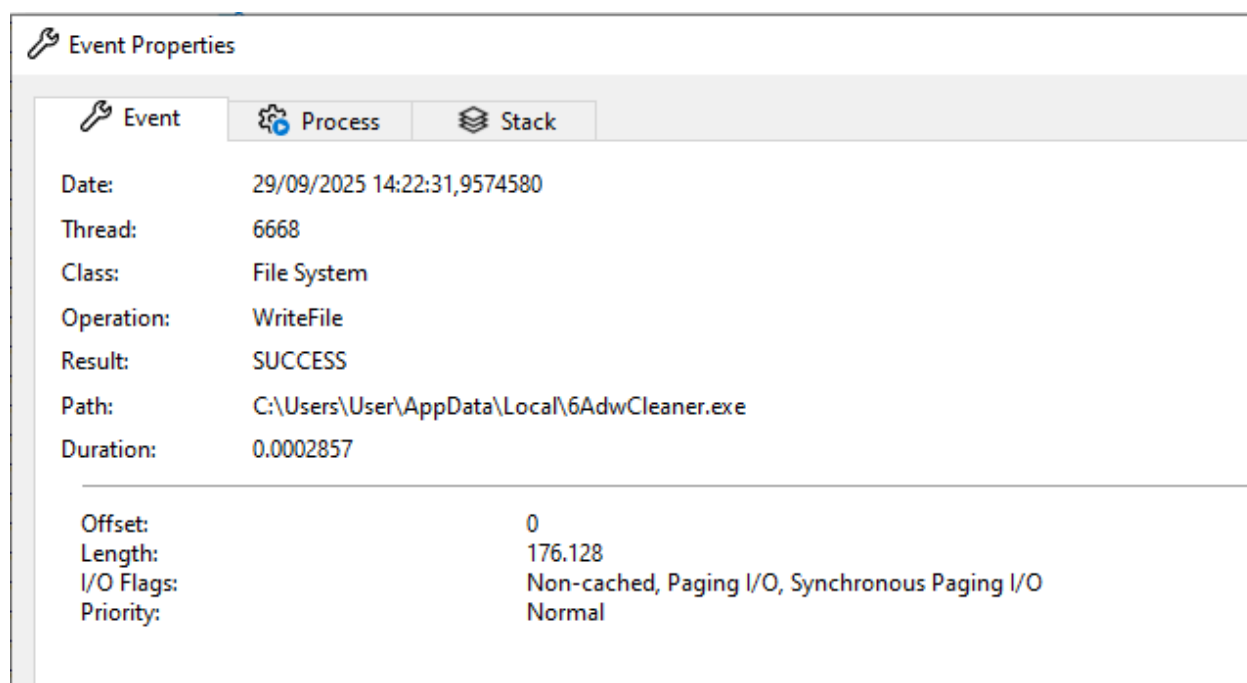 Event Properties
Event Process Stack
Date: 29/09/2025 14:22:31,9574580
Thread: 6668
Class: File System
Operation: WriteFile
Result: SUCCESS
Path: C:\Users\User\AppData\Local\6AdwCleaner.exe
Duration: 0.0002857
Offset: 0
Length: 176.128
I/O Flags: Non-cached, Paging I/O, Synchronous Paging I/O
Priority: Normal